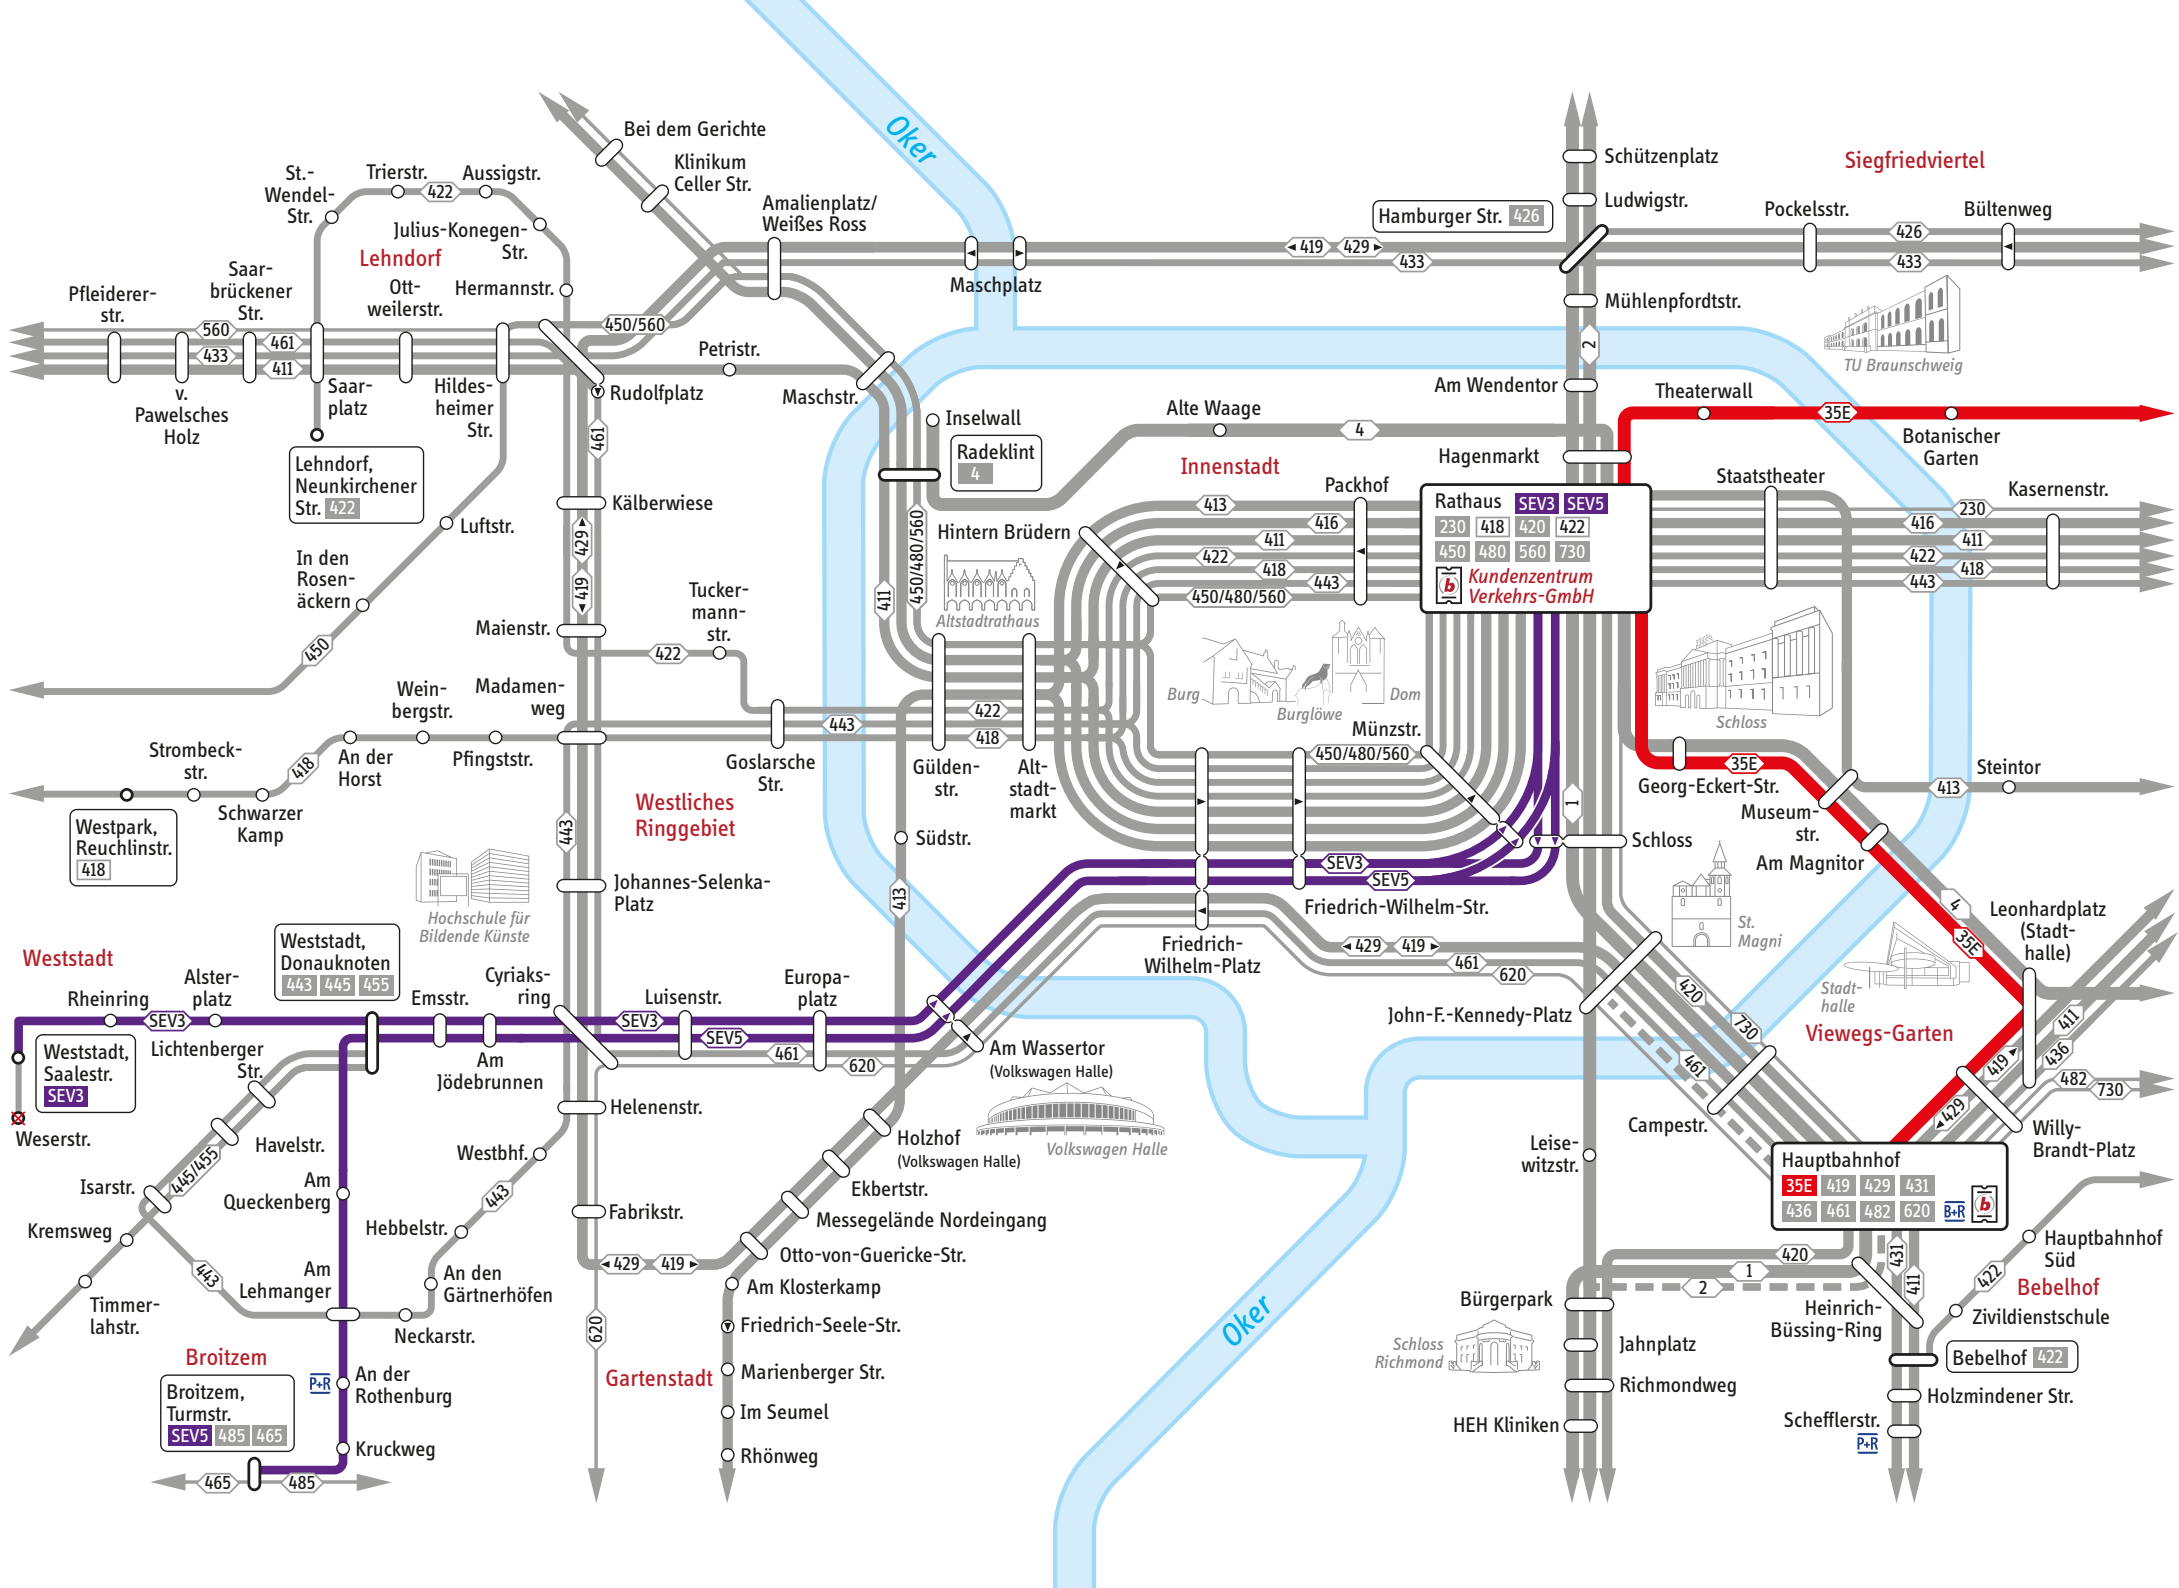 Oker
Bei dem Gerichte
Klinikum
Celler Str.
Amalienplatz/
Weißes Ross
St.-
Wendel-
Str.
Trierstr.
422
Aussigstr.
Julius-Konegen-
Str.
Lehndorf
Hermannstr.
Ott-
weilerstr.
Saar-
brückener
Str.
Pfleiderer-
str.
560
461
433
411
450/560
v.
Pawelsches
Holz
Saar-
platz
Hildes-
heimer
Str.
Rudolfplatz
Petristr.
Maschstr.
Maschplatz
419
429
433
Hamburger Str. 426
Schützenplatz
Ludwigstr.
Siegfriedviertel
Pockelsstr.
Bültenweg
426
433
Mühlenpfordtstr.
TU Braunschweig
2
Am Wendentor
Theaterwall
35E
Botanischer
Garten
Hagenmarkt
Inselwall
Radeklint
4
Alte Waage
4
Innenstadt
Packhof
Staatstheater
Kasernenstr.
Lehndorf,
Neunkirchener
Str. 422
Luftstr.
In den
Rosen-
äckern
450
461
Kälberwiese
429
419
Maienstr.
422
Tucker-
mann-
str.
Hintern Brüdern
Altstadtrathaus
411
450/480/560
413
416
411
422
418
443
450/480/560
Rathaus SEV3 SEV5
230 418 420 422
450 480 560 730
b
Kundenzentrum
Verkehrs-GmbH
230
416
411
422
418
443
Schloss
Burg
Burglöwe
Dom
Münzstr.
450/480/560
Wein-
bergstr.
Madamen-
weg
Strombeck-
str.
418
An der
Horst
Pfingststr.
Schwarzer
Kamp
Westpark,
Reuchlinstr.
418
Goslarsche
Str.
443
422
418
Gülden-
str.
Alt-
stadt-
markt
Westliches
Ringgebiet
443
Südstr.
413
Hochschule für
Bildende Künste
Johannes-Selenka-
Platz
35E
Georg-Eckert-Str.
Museum-
str.
Am Magnitor
Steintor
413
1
Schloss
St.
Magni
SEV3
SEV5
Friedrich-Wilhelm-Str.
Friedrich-
Wilhelm-Platz
429
419
461
620
4
35E
Leonhardplatz
(Stadt-
halle)
Stadt-
halle
Viewegs-Garten
Weststadt
Weststadt,
Donauknoten
443 445 455
Rheinring
SEV3
Alster-
platz
Emsstr.
Cyriaks-
ring
Luisenstr.
Europa-
platz
SEV3
SEV5
461
620
Weststadt,
Saalestr.
SEV3
Weserstr.
Lichtenberger
Str.
Am
Jödebrunnen
Am Wassertor
(Volkswagen Halle)
Volkswagen Halle
Holzhof
(Volkswagen Halle)
Helenenstr.
Havelstr.
445/455
Isarstr.
Kremsweg
Timmer-
lahstr.
443
Am
Queckenberg
Am
Lehmanger
Westbhf.
443
Hebbelstr.
An den
Gärtnerhöfen
Neckarstr.
Fabrikstr.
429
419
620
Ekbertstr.
Messegelände Nordeingang
Otto-von-Guericke-Str.
Am Klosterkamp
Friedrich-Seele-Str.
Marienberger Str.
Im Seumel
Rhönweg
Gartenstadt
Broitzem
Broitzem,
Turmstr.
SEV5 485 465
P+R
An der
Rothenburg
Kruckweg
465
485
Oker
John-F.-Kennedy-Platz
420
730
461
Campestr.
Leise-
witzstr.
411
436
419
429
482
730
Willy-
Brandt-Platz
Hauptbahnhof
35E 419 429 431
436 461 482 620
B+R
b
420
1
2
431
411
Hauptbahnhof
Süd
422
Bebelhof
Zivildienstschule
Bebelhof 422
Heinrich-
Büssing-Ring
Holzmindener Str.
Schefflerstr.
P+R
Bürgerpark
Schloss
Richmond
Jahnplatz
Richmondweg
HEH Kliniken